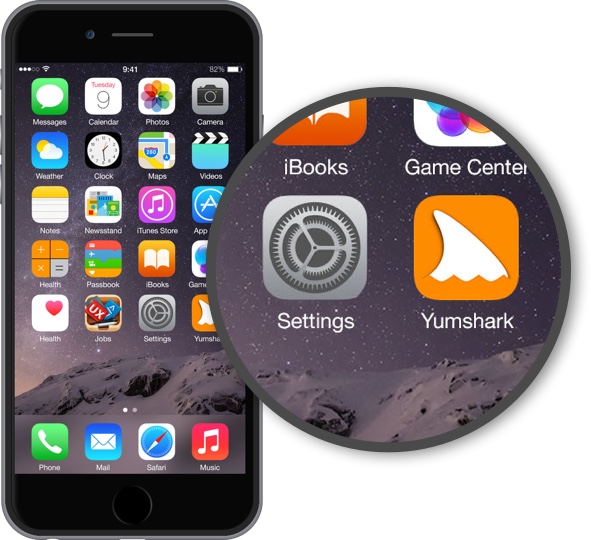 9:41 82%
Tuesday
9
Messages Calendar Photos Camera
280
Weather Clock Maps Videos
Notes Newsstand iTunes Store App
Health Passbook iBooks Game
UX
Health Jobs Settings Yumsha
Phone Mail Safari Music
iBooks Game Center
Settings Yumshark